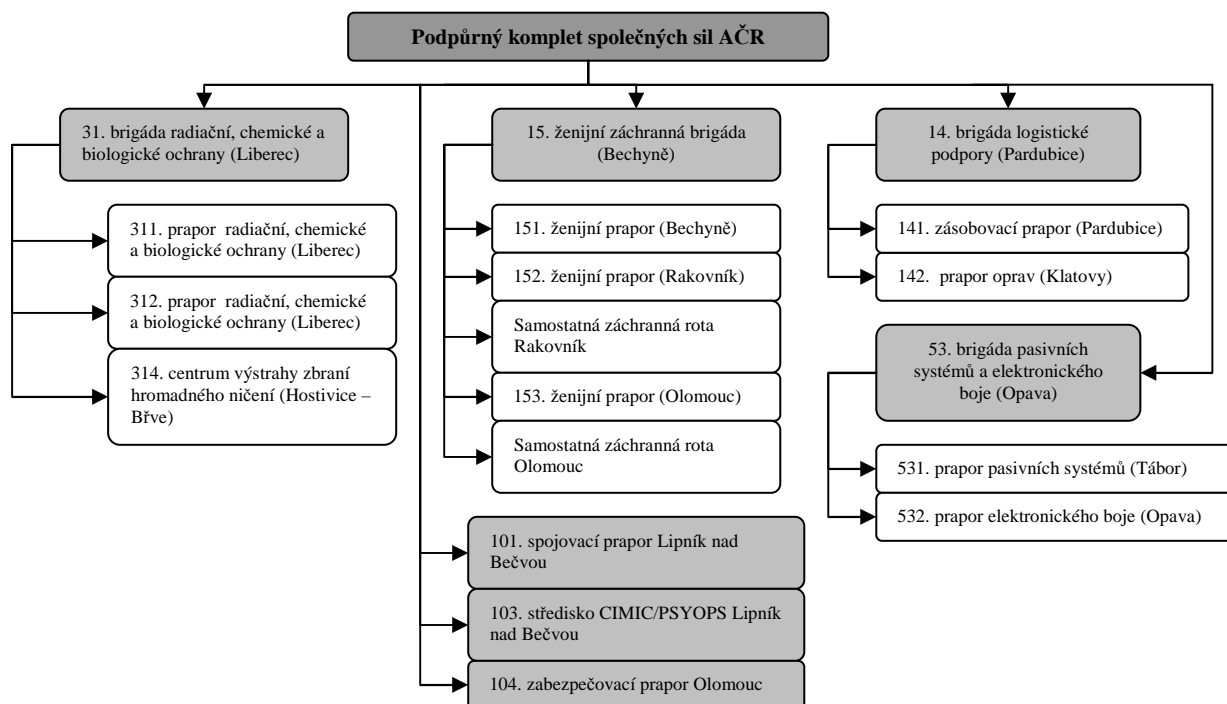 Podpůrný komplet společných sil AČR
31. brigáda radiační, chemické a
biologické ochrany (Liberec)
311. prapor radiační, chemické
a biologické ochrany (Liberec)
312. prapor radiační, chemické
a biologické ochrany (Liberec)
314. centrum výstrahy zbraní
hromadného ničení (Hostivice –
Břve)
15. ženijní záchranná brigáda
(Bechyně)
151. ženijní prapor (Bechyně)
152. ženijní prapor (Rakovník)
Samostatná záchranná rota
Rakovník
153. ženijní prapor (Olomouc)
Samostatná záchranná rota
Olomouc
101. spojovací prapor Lipník nad
Bečvou
103. středisko CIMIC/PSYOPS Lipník
nad Bečvou
104. zabezpečovací prapor Olomouc
14. brigáda logistické
podpory (Pardubice)
141. zásobovací prapor (Pardubice)
142. prapor oprav (Klatovy)
53. brigáda pasivních
systémů a elektronického
boje (Opava)
531. prapor pasivních systémů (Tábor)
532. prapor elektronického boje (Opava)